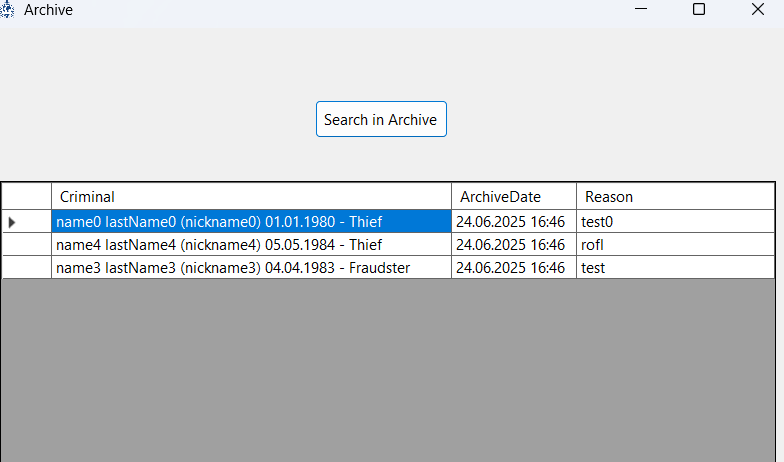 Archive
Search in Archive
Criminal ArchiveDate Reason
name0 lastName0 (nickname0) 01.01.1980 - Thief 24.06.2025 16:46 test0
name4 lastName4 (nickname4) 05.05.1984 - Thief 24.06.2025 16:46 rofl
name3 lastName3 (nickname3) 04.04.1983 - Fraudster 24.06.2025 16:46 test